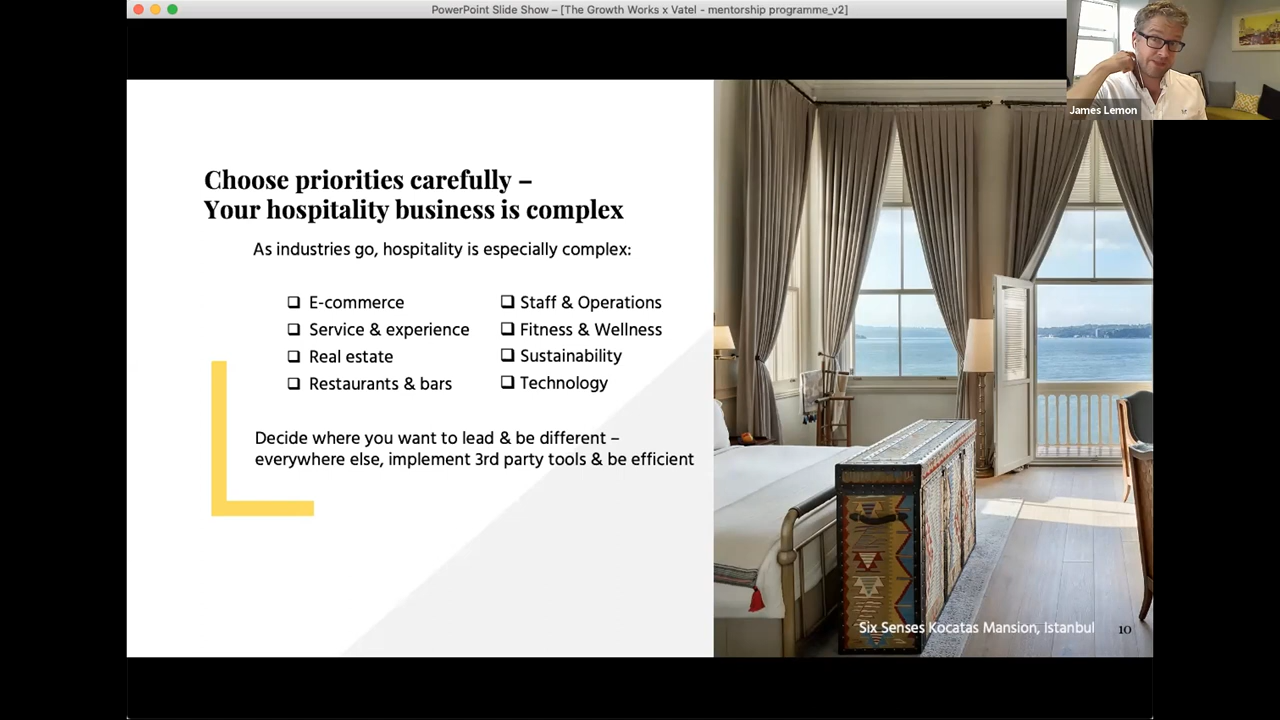 PowerPoint Slide Show – [The Growth Works x Vatel - mentorship programme_v2]
James Lemon
Choose priorities carefully –
Your hospitality business is complex
As industries go, hospitality is especially complex:
❑ E-commerce
❑ Service & experience
❑ Real estate
❑ Restaurants & bars
❑ Staff & Operations
❑ Fitness & Wellness
❑ Sustainability
❑ Technology
Decide where you want to lead & be different –
everywhere else, implement 3rd party tools & be efficient
Six Senses Kocatas Mansion, Istanbul
10